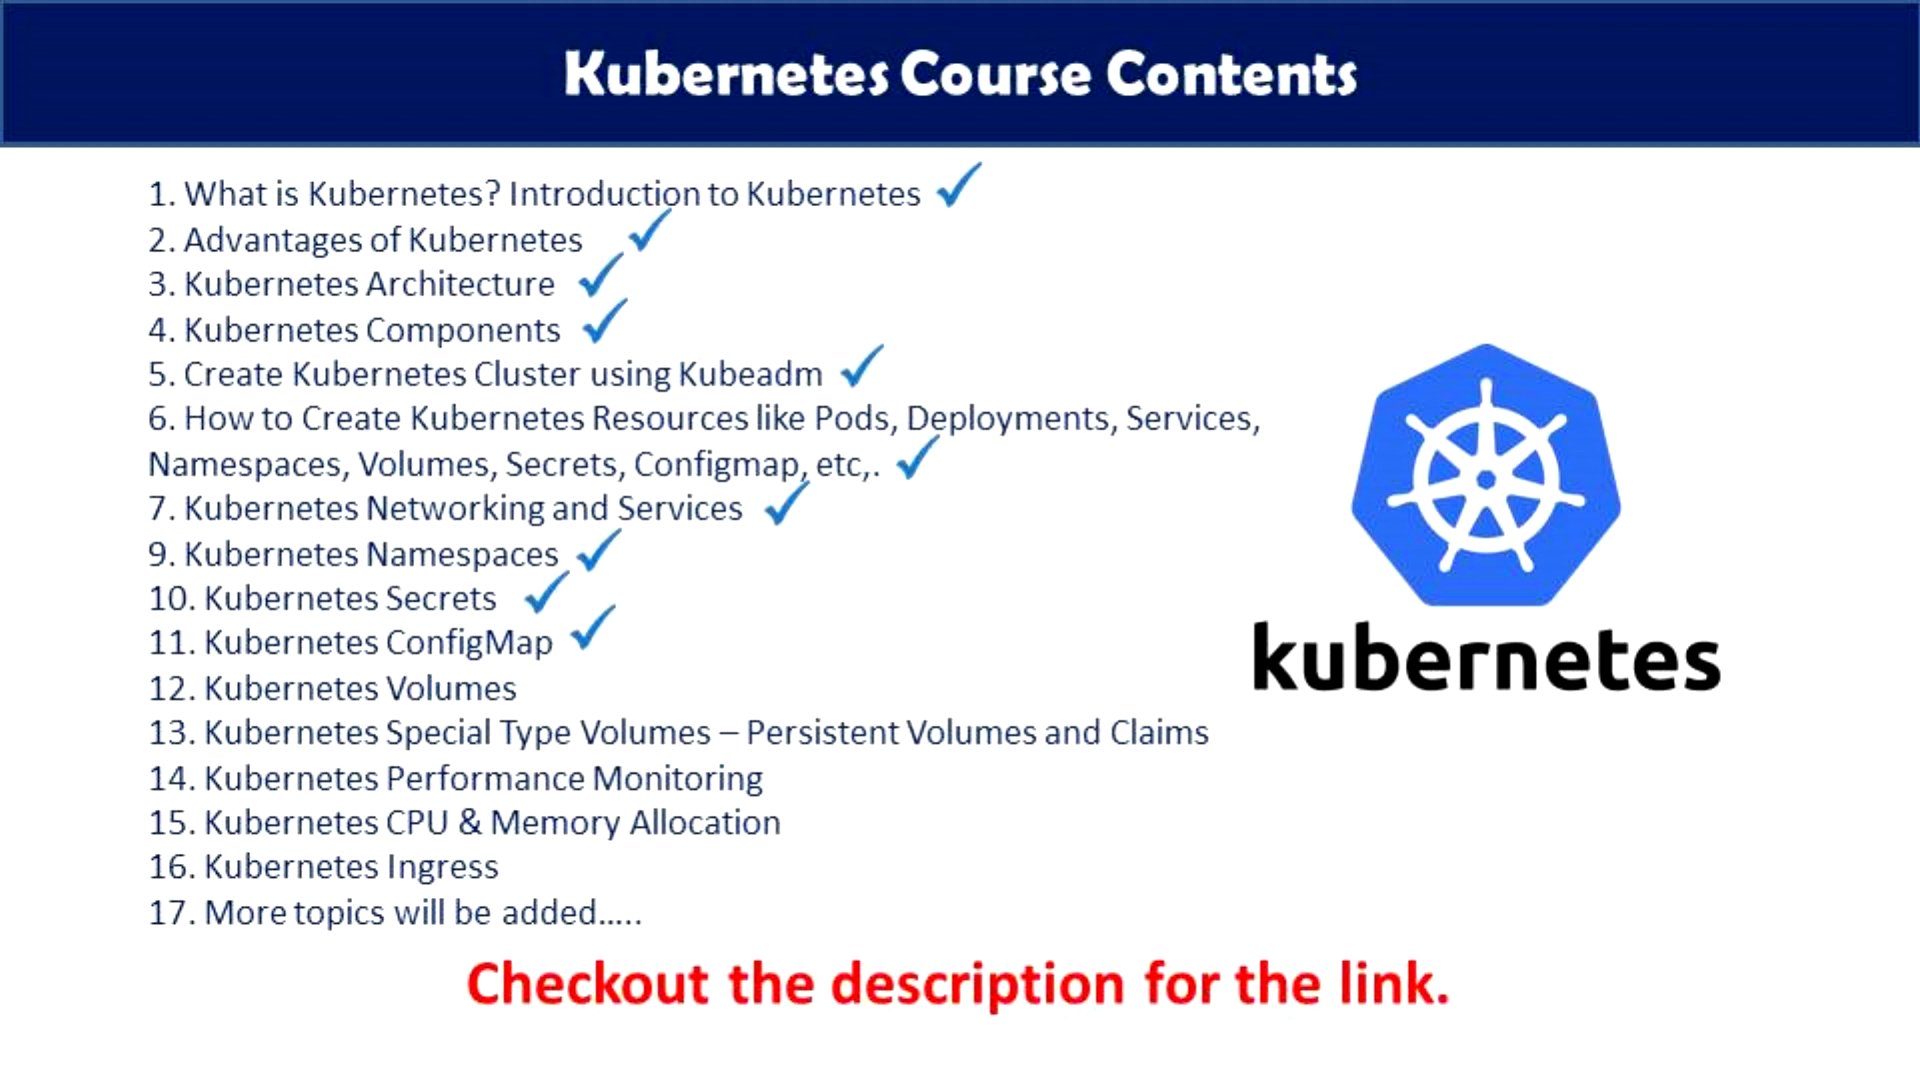 Kubernetes Course Contents
1. What is Kubernetes? Introduction to Kubernetes
2. Advantages of Kubernetes
3. Kubernetes Architecture
4. Kubernetes Components
5. Create Kubernetes Cluster using Kubeadm
6. How to Create Kubernetes Resources like Pods, Deployments, Services,
Namespaces, Volumes, Secrets, Configmap, etc,.
7. Kubernetes Networking and Services
9. Kubernetes Namespaces
10. Kubernetes Secrets
11. Kubernetes ConfigMap
12. Kubernetes Volumes
13. Kubernetes Special Type Volumes – Persistent Volumes and Claims
14. Kubernetes Performance Monitoring
15. Kubernetes CPU & Memory Allocation
16. Kubernetes Ingress
17. More topics will be added.....
kubernetes
Checkout the description for the link.